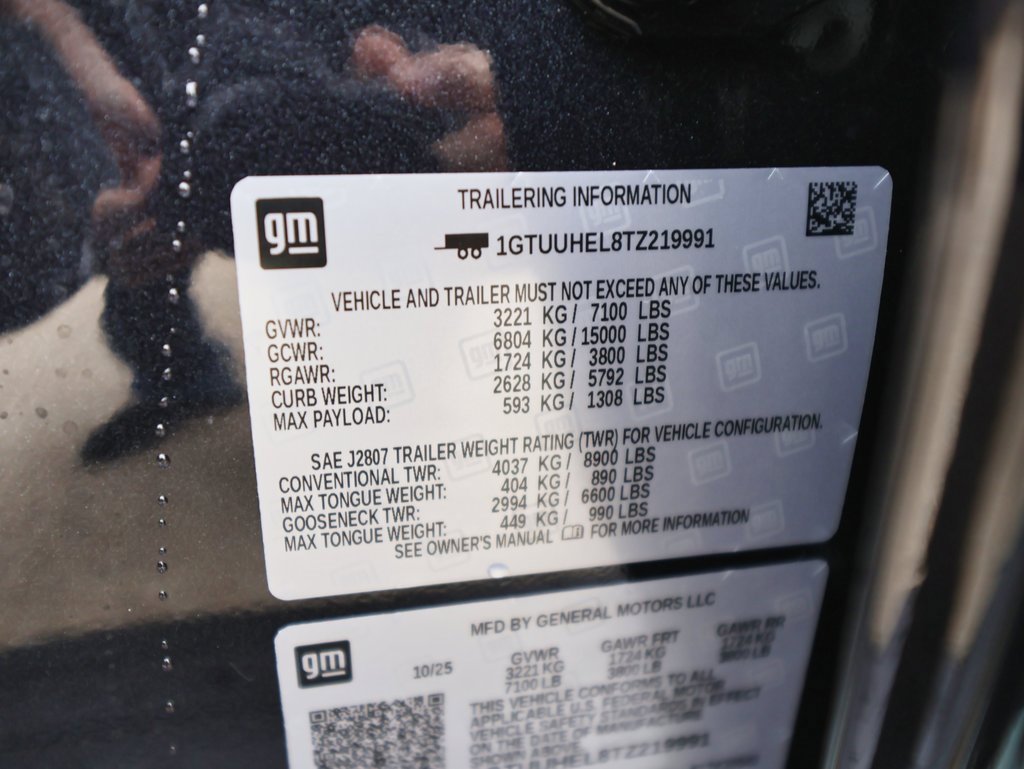 gm
TRAILERING INFORMATION
1GTUUHEL8TZ219991
VEHICLE AND TRAILER MUST NOT EXCEED ANY OF THESE VALUES.
GVWR: 3221 KG / 7100 LBS
GCWR: 6804 KG / 15000 LBS
RGAWR: 1724 KG / 3800 LBS
CURB WEIGHT: 2628 KG / 5792 LBS
MAX PAYLOAD: 593 KG / 1308 LBS
SAE J2807 TRAILER WEIGHT RATING (TWR) FOR VEHICLE CONFIGURATION.
CONVENTIONAL TWR: 4037 KG / 8900 LBS
MAX TONGUE WEIGHT: 404 KG / 890 LBS
GOOSENECK TWR: 2994 KG / 6600 LBS
MAX TONGUE WEIGHT: 449 KG / 990 LBS
SEE OWNER'S MANUAL FOR MORE INFORMATION
gm
MFD BY GENERAL MOTORS LLC
10/25 GVWR GAWR FRT GAWR RR
3221 KG 1724 KG 1724 KG
7100 LB 3800 LB 3800 LB
THIS VEHICLE CONFORMS TO ALL
APPLICABLE U.S. FEDERAL MOTOR
VEHICLE SAFETY STANDARDS IN EFFECT
ON THE DATE OF MANUFACTURE
SHOWN ABOVE.
1GTUUHEL8TZ219991